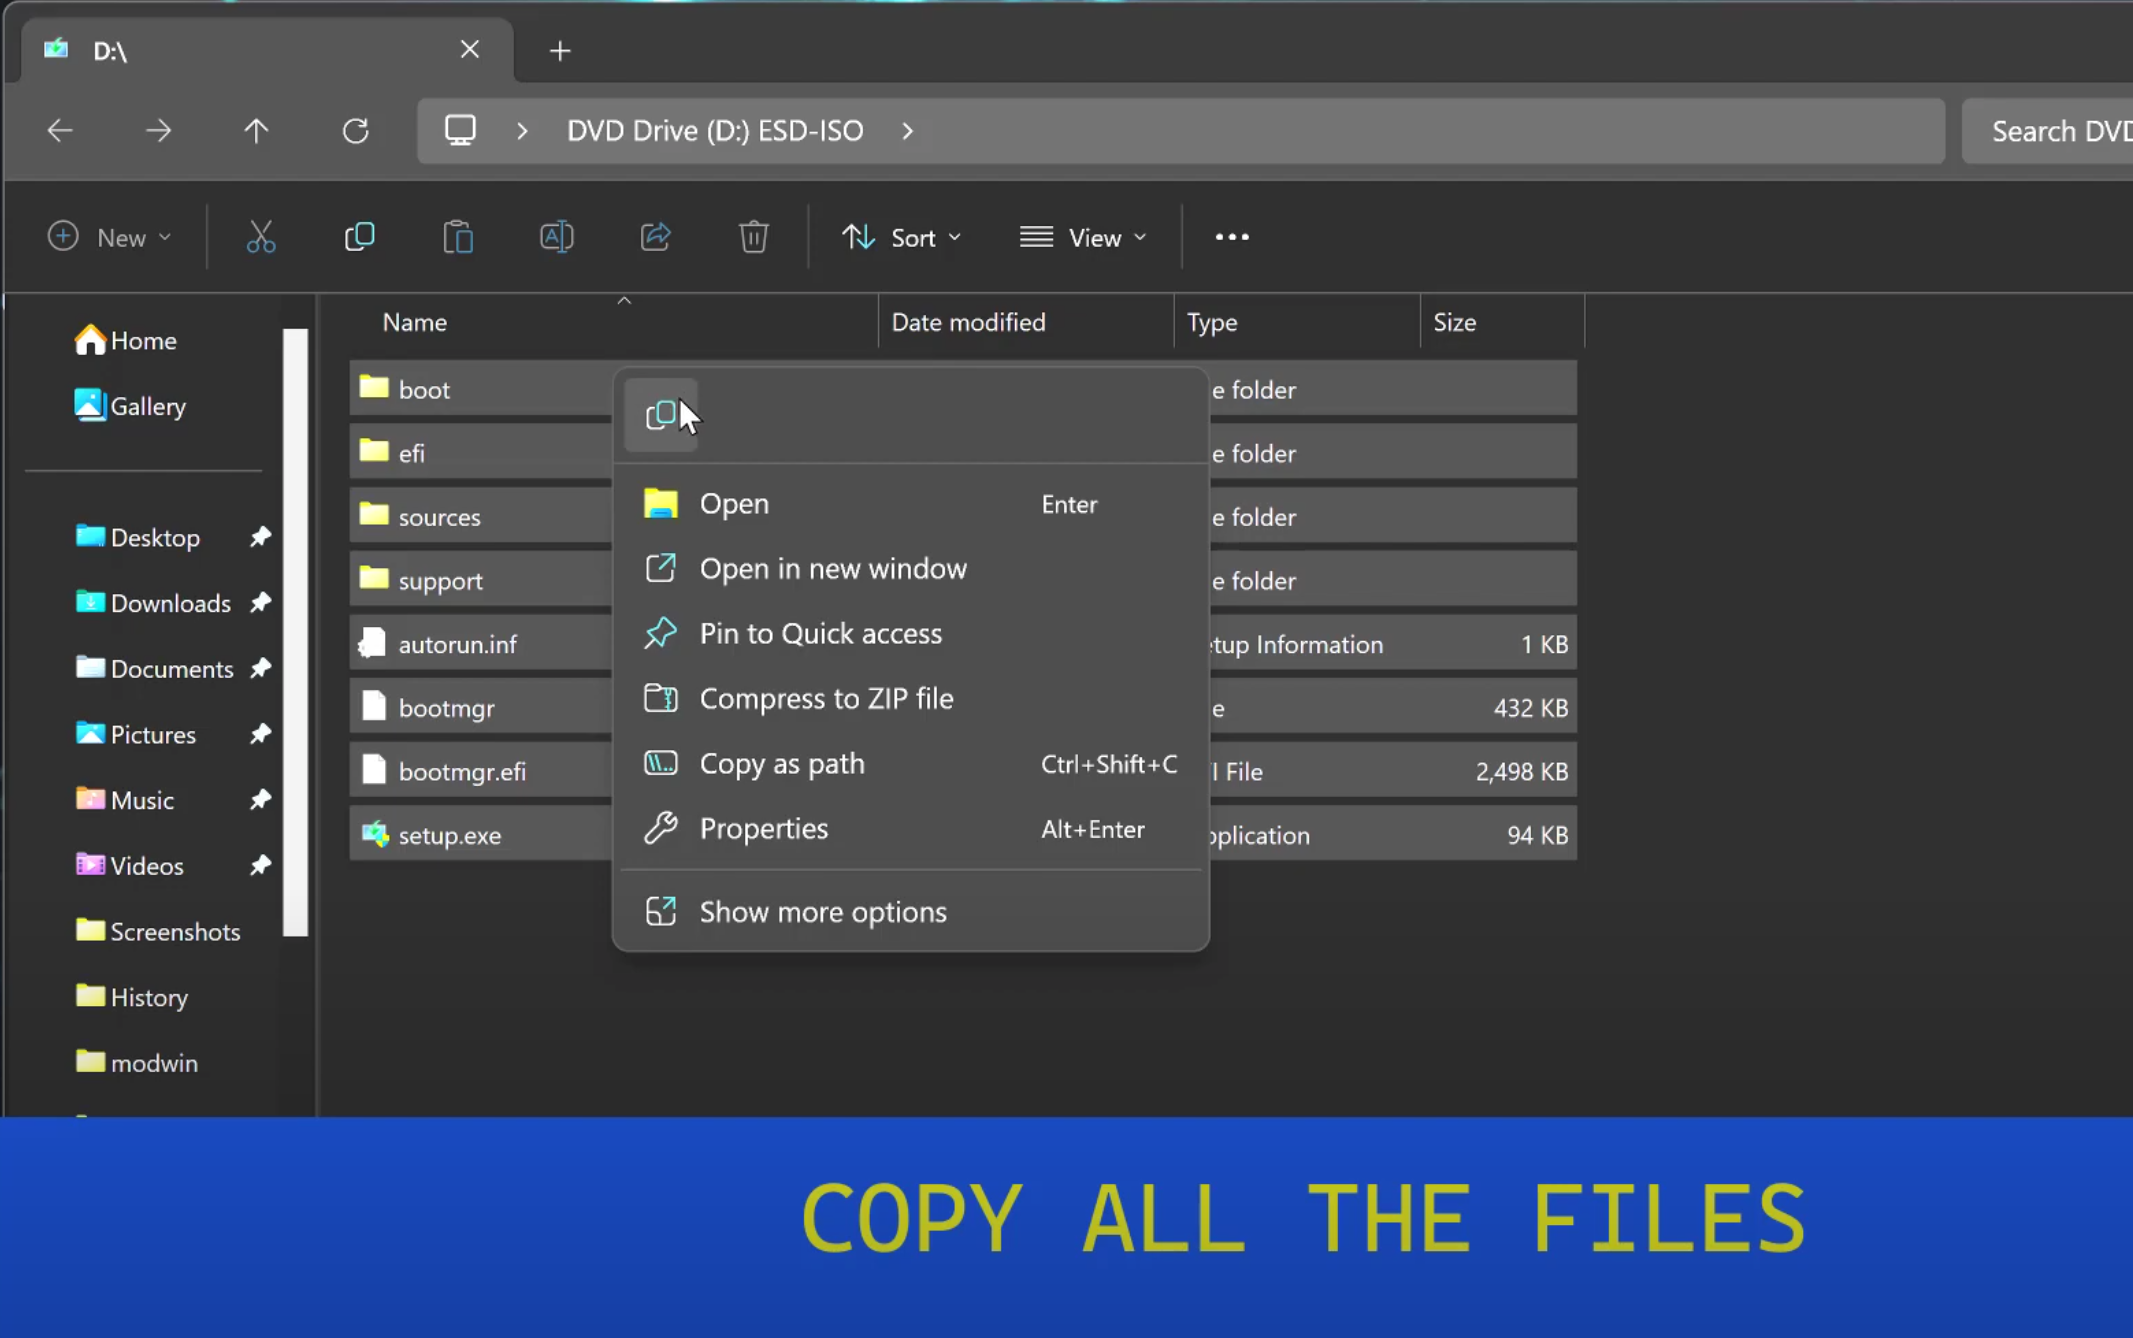 D:\
DVD Drive (D:) ESD-ISO
Search DVD
New
Sort
View
Home
Gallery
Desktop
Downloads
Documents
Pictures
Music
Videos
Screenshots
History
modwin
Name Date modified Type Size
boot e folder
efi e folder
sources e folder
support e folder
autorun.inf tup Information 1 KB
bootmgr e 432 KB
bootmgr.efi I File 2,498 KB
setup.exe plication 94 KB
Open Enter
Open in new window
Pin to Quick access
Compress to ZIP file
Copy as path Ctrl+Shift+C
Properties Alt+Enter
Show more options
COPY ALL THE FILES